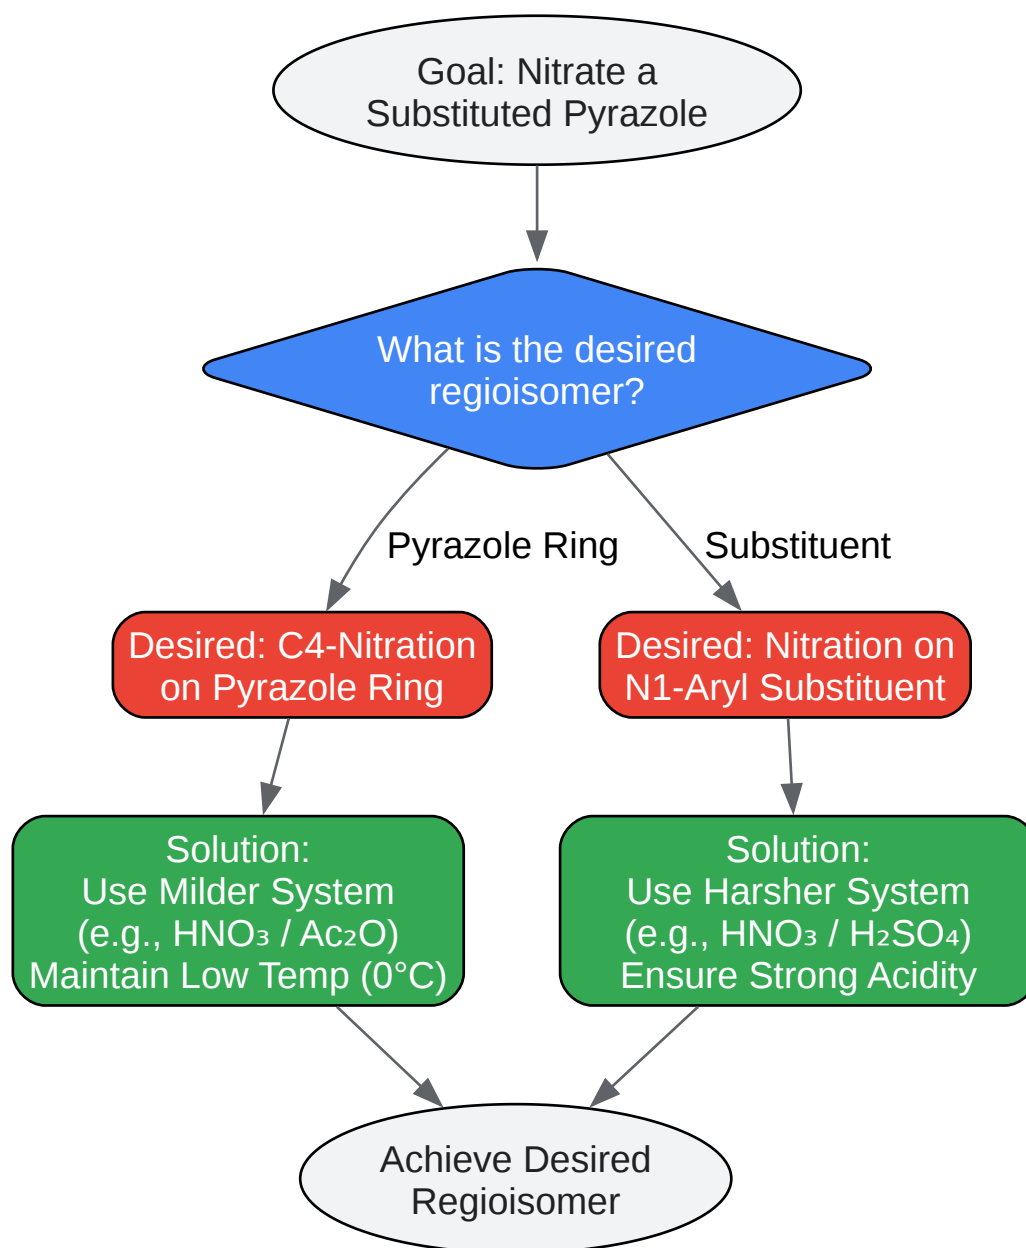 Goal: Nitrate a
Substituted Pyrazole
What is the desired
regioisomer?
Pyrazole Ring
Substituent
Desired: C4-Nitration
on Pyrazole Ring
Desired: Nitration on
N1-Aryl Substituent
Solution:
Use Milder System
(e.g., HNO₃ / Ac₂O)
Maintain Low Temp (0°C)
Solution:
Use Harsher System
(e.g., HNO₃ / H₂SO₄)
Ensure Strong Acidity
Achieve Desired
Regioisomer